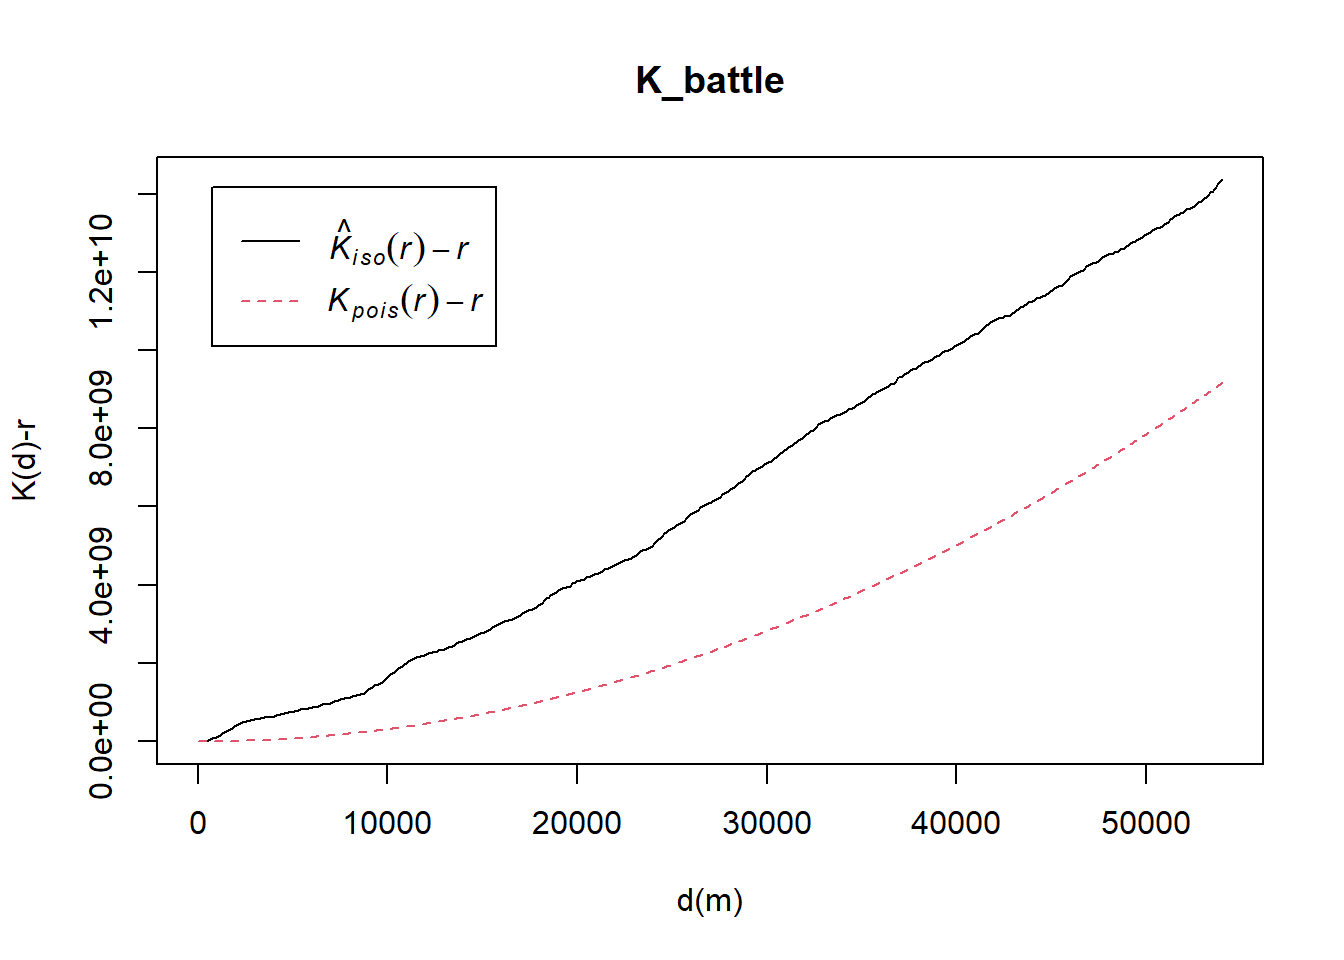 K_battle
K̂iso(r) − r
Kpois(r) − r
K(d)-r
0.0e+00 4.0e+09 8.0e+09 1.2e+10
0 10000 20000 30000 40000 50000
d(m)